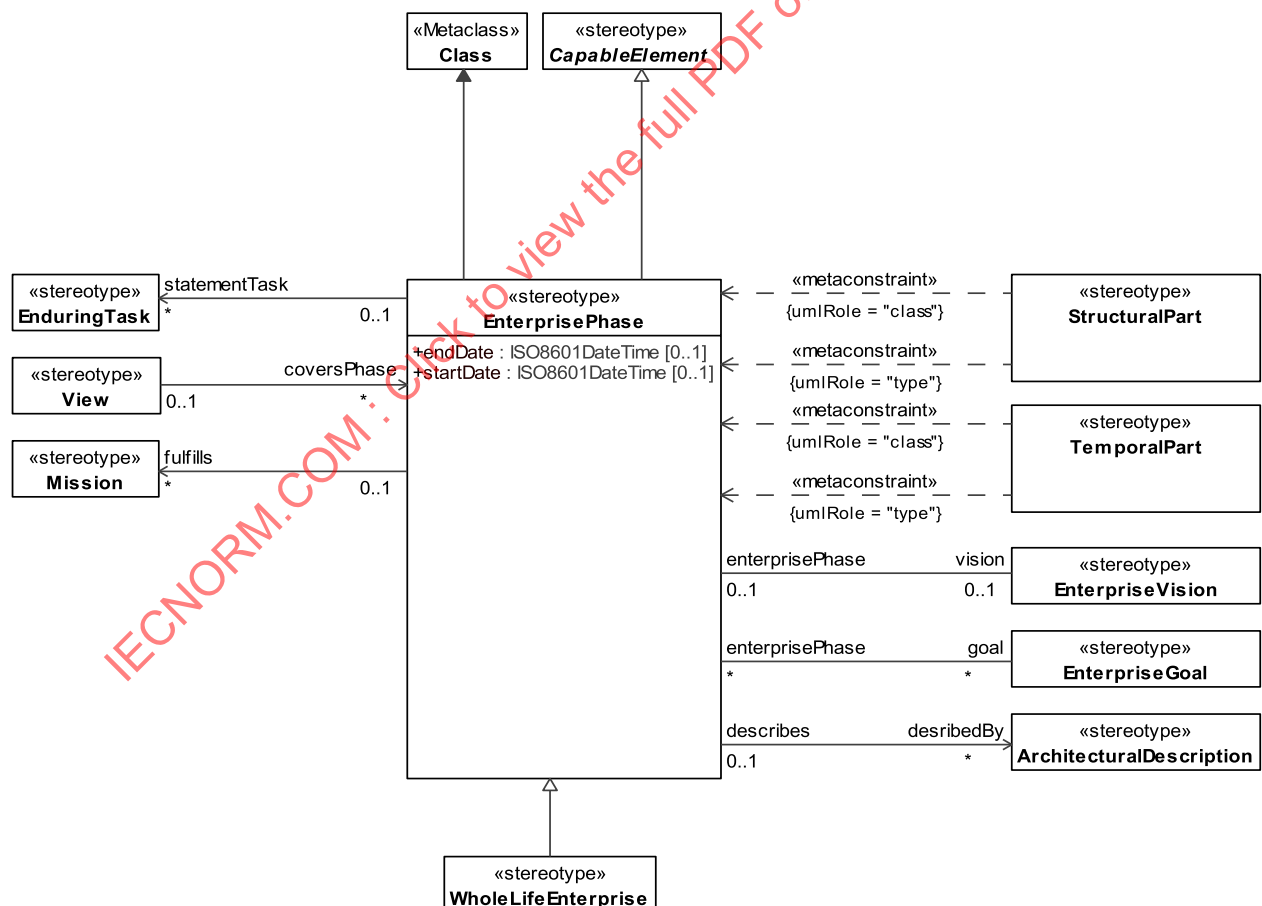 «Metaclass»
Class
«stereotype»
CapableElement
«stereotype»
EnduringTask
statementTask
*
0..1
«stereotype»
View
coversPhase
0..1
*
«stereotype»
Mission
fulfills
*
0..1
«stereotype»
EnterprisePhase
+endDate : ISO8601DateTime [0..1]
+startDate : ISO8601DateTime [0..1]
«metaconstraint»
{umlRole = "class"}
«metaconstraint»
{umlRole = "type"}
«stereotype»
StructuralPart
«metaconstraint»
{umlRole = "class"}
«metaconstraint»
{umlRole = "type"}
«stereotype»
TemporalPart
enterprisePhase
vision
0..1
0..1
«stereotype»
EnterpriseVision
enterprisePhase
goal
*
*
«stereotype»
EnterpriseGoal
describes
desribedBy
0..1
*
«stereotype»
ArchitecturalDescription
«stereotype»
WholeLifeEnterprise
IECNORM.COM : Click to view the full PDF o